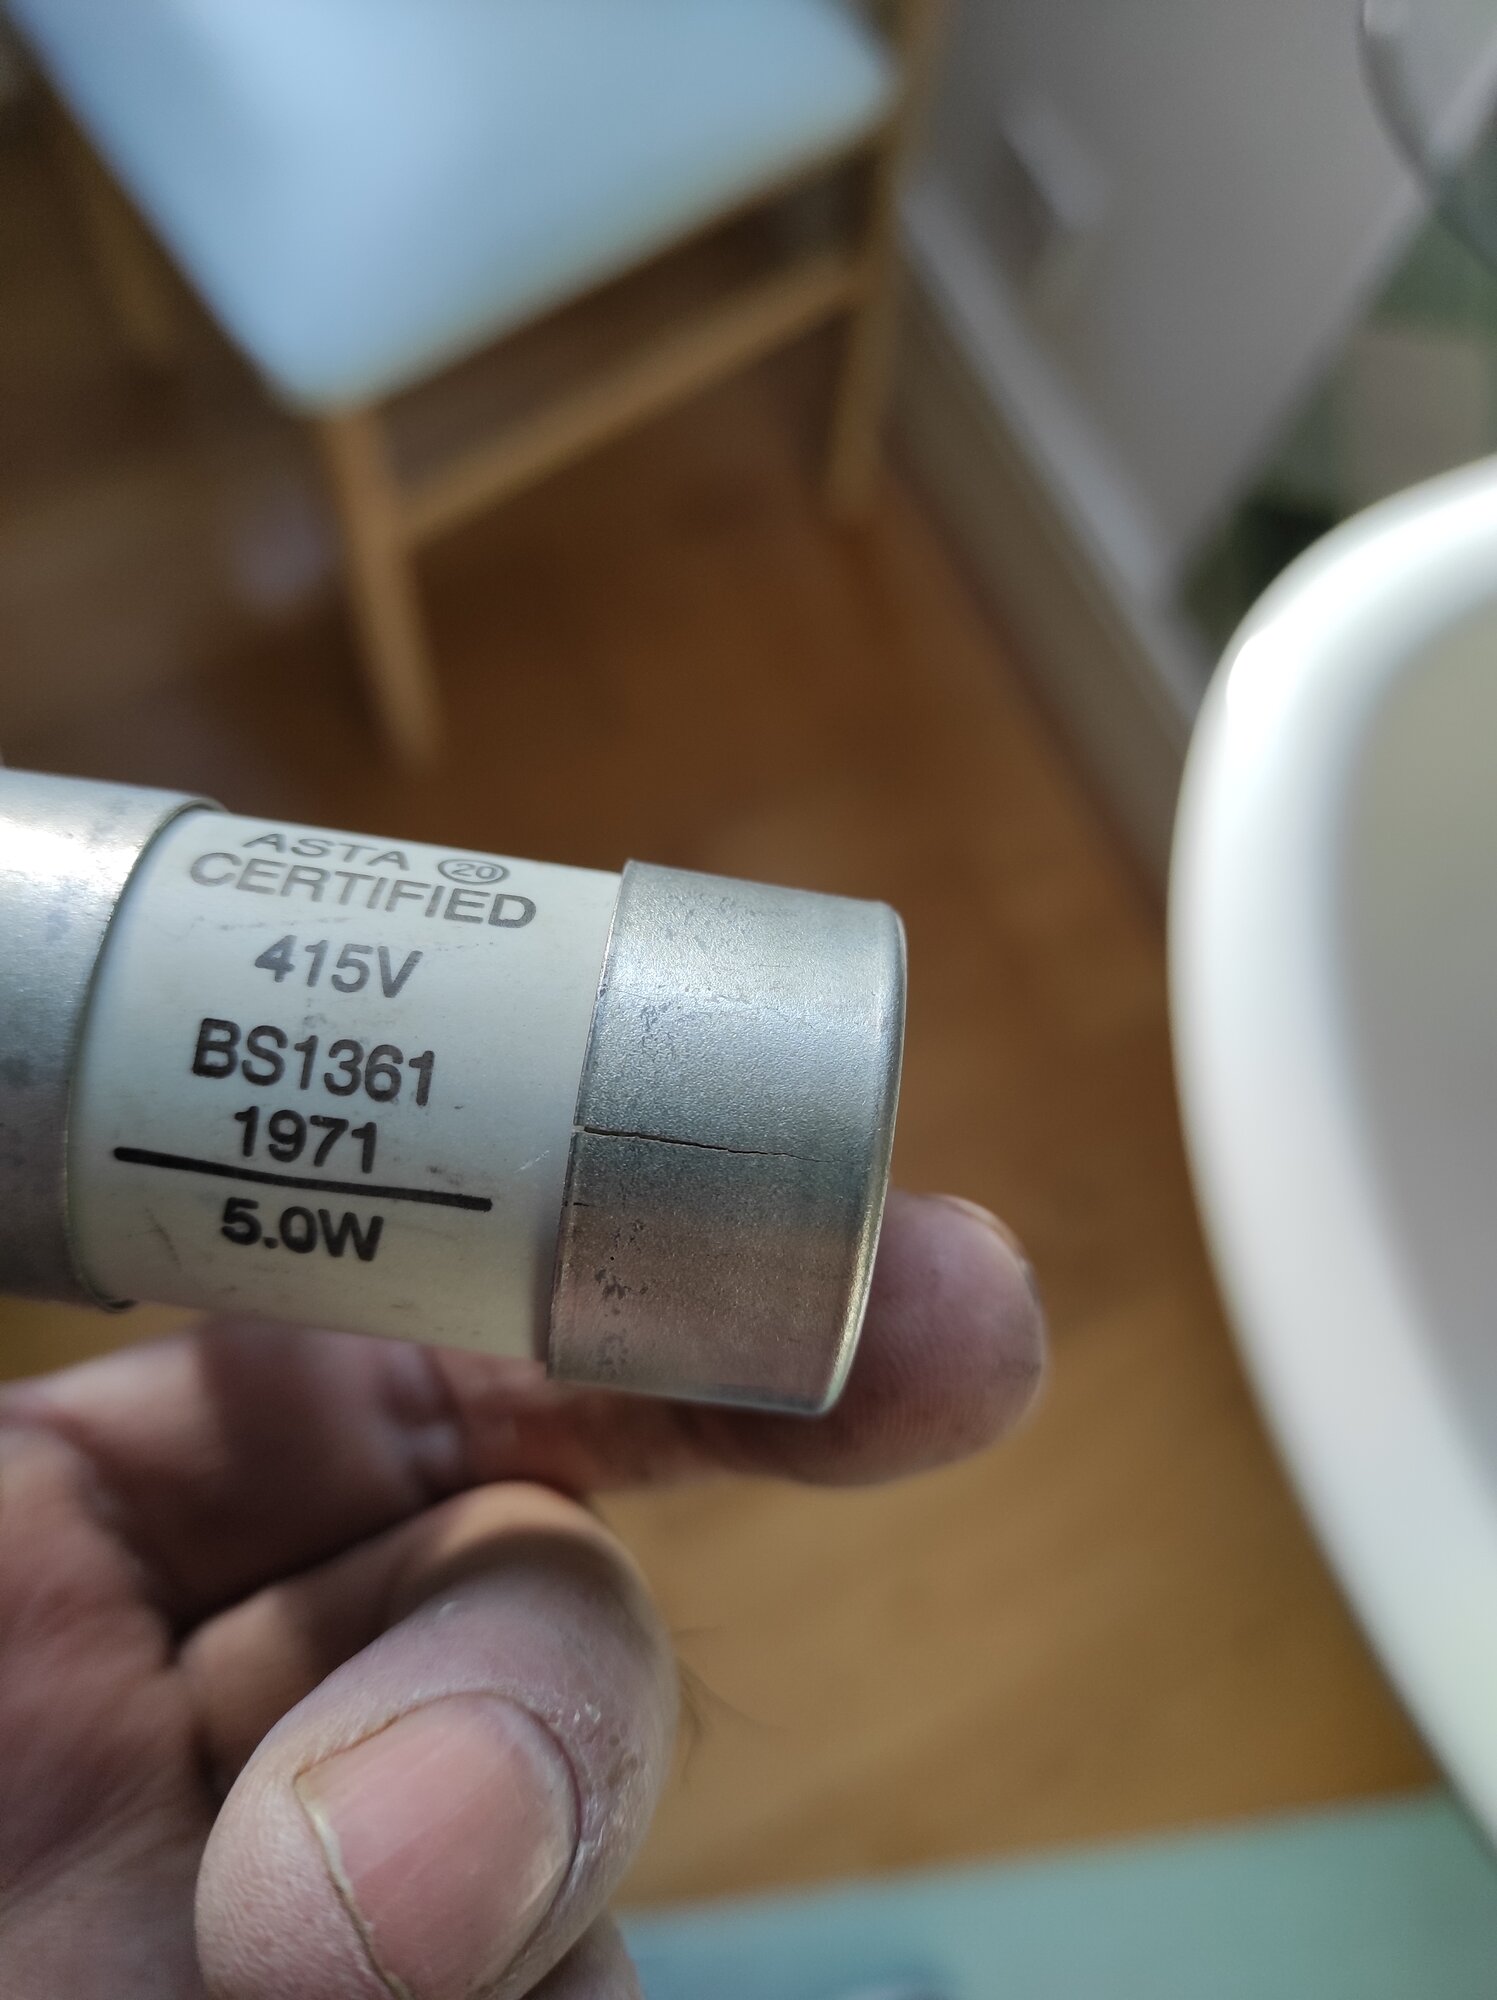 ASTA 20
CERTIFIED
415V
BS1361
1971
5.0W